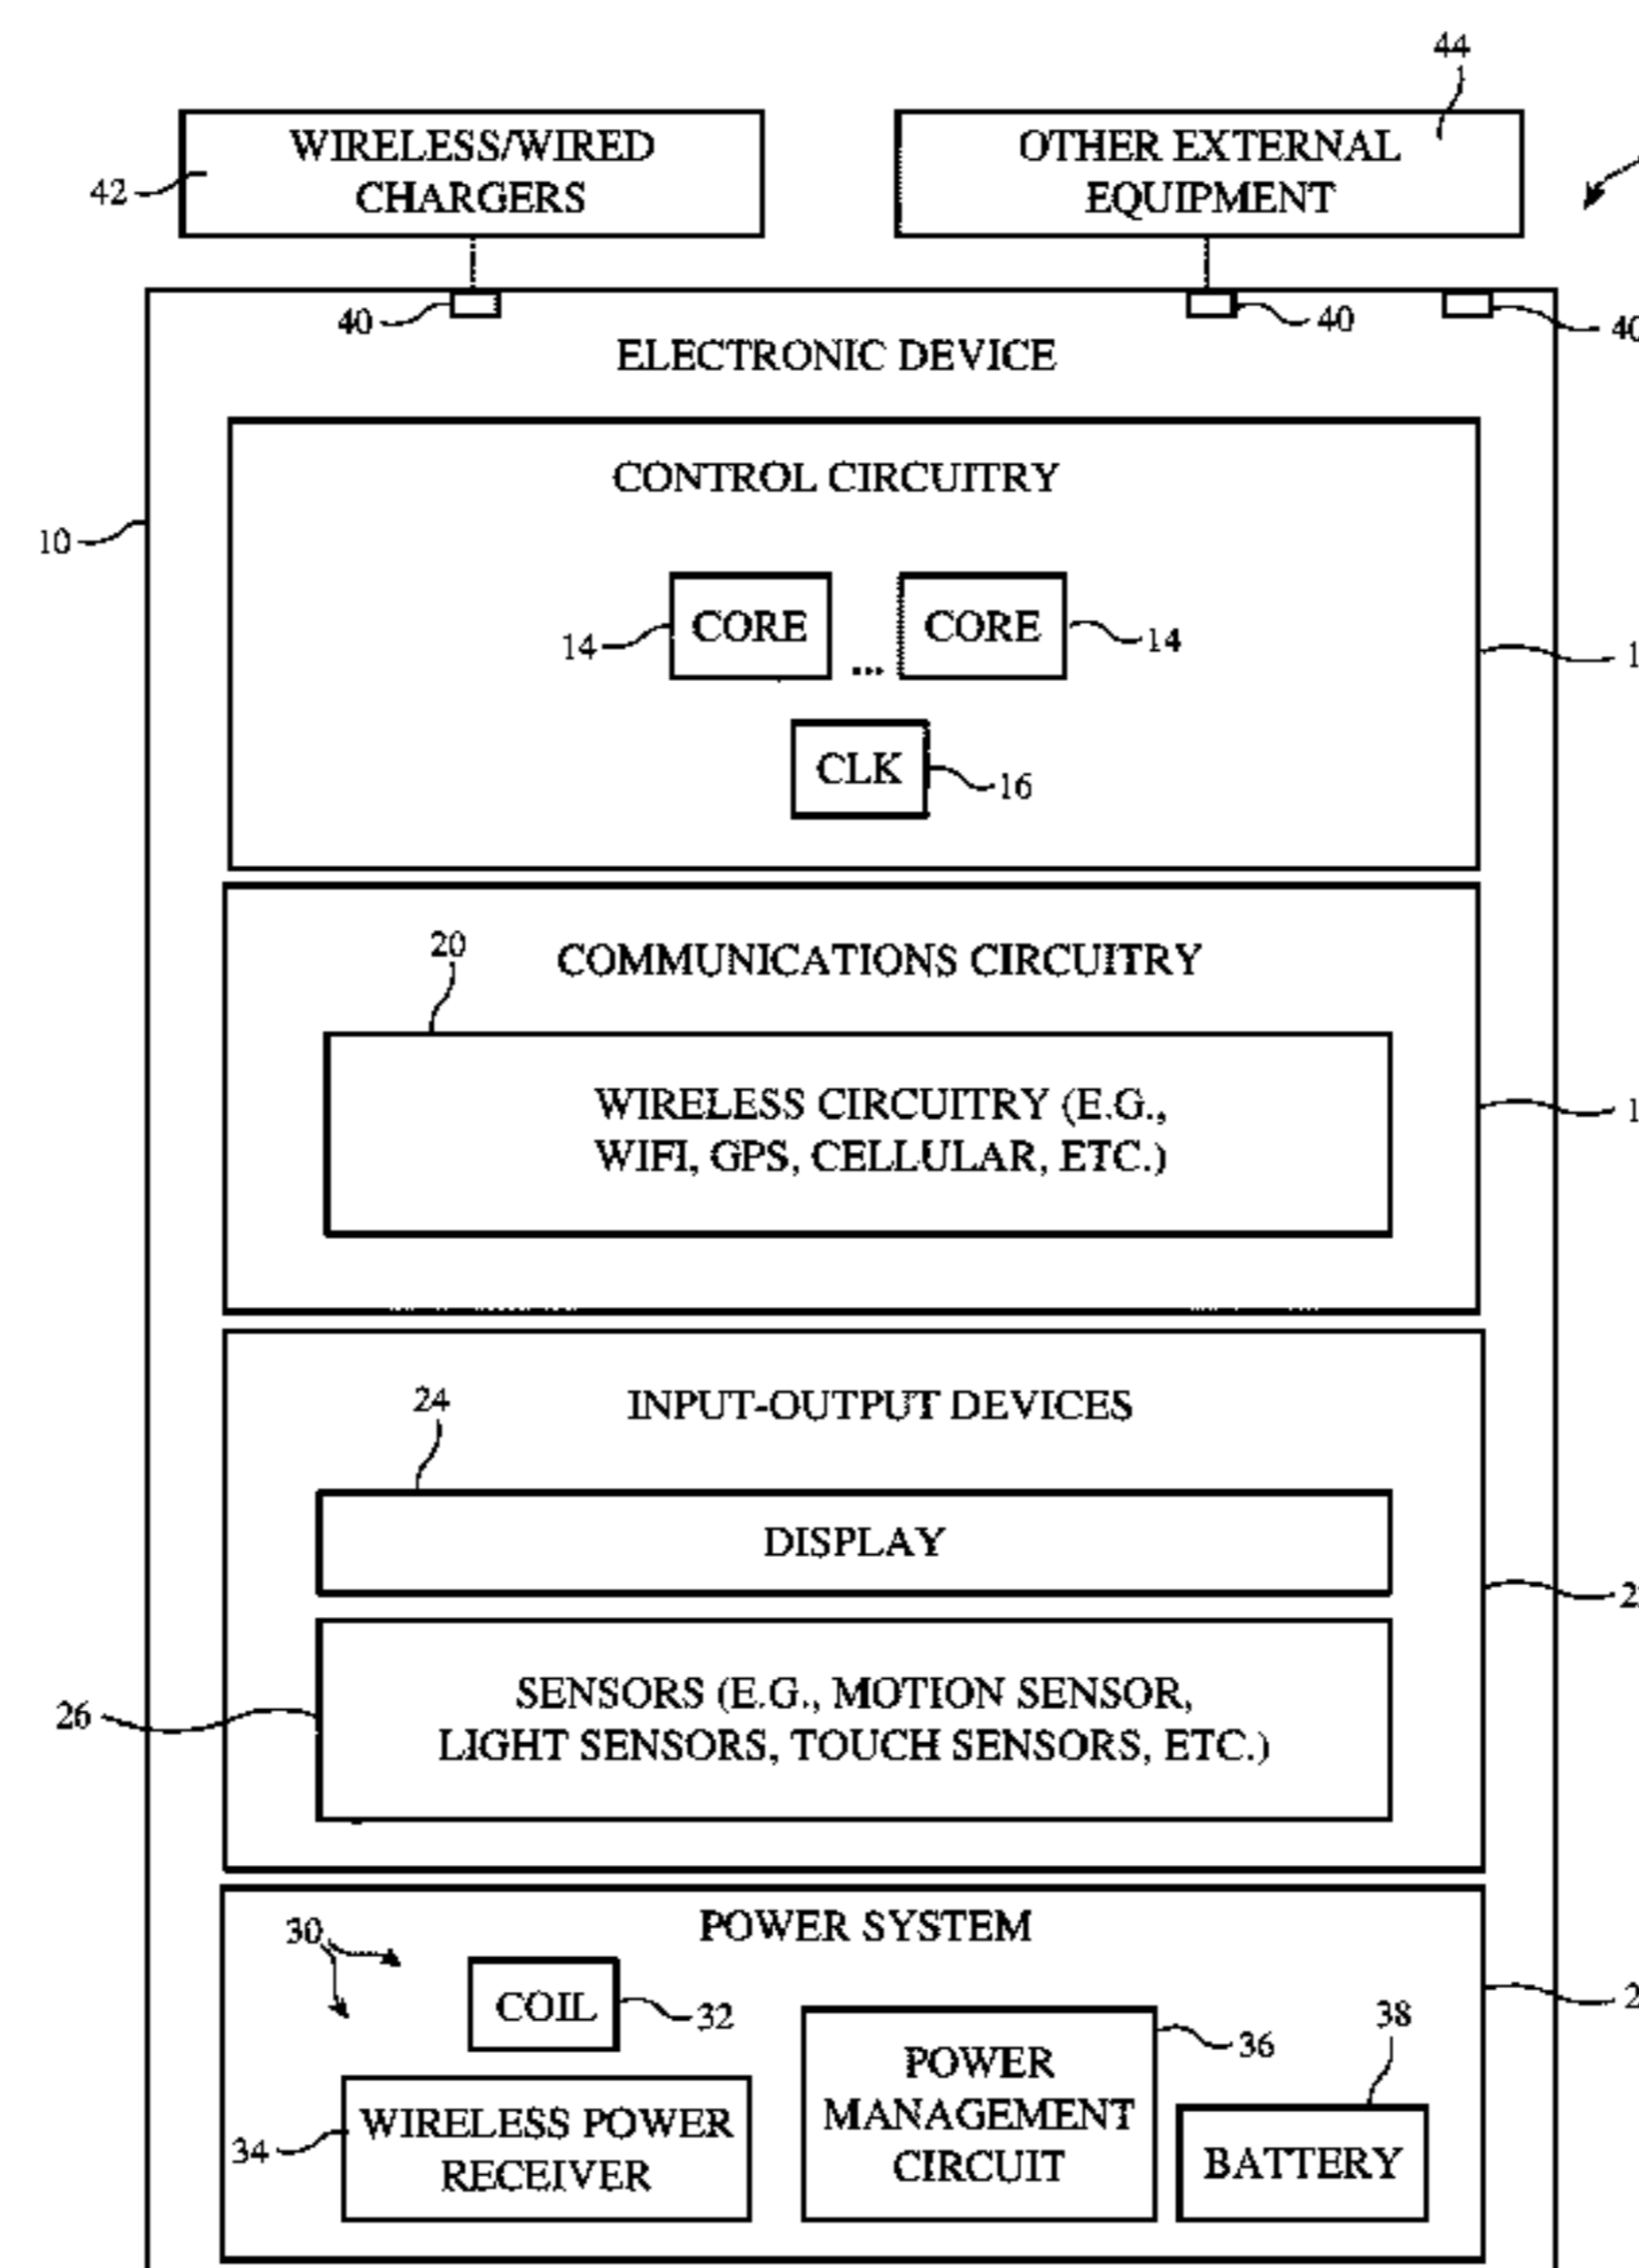 44
WIRELESS/WIRED
CHARGERS
42
OTHER EXTERNAL
EQUIPMENT
40
40
40
ELECTRONIC DEVICE
10
CONTROL CIRCUITRY
14
CORE
...
CORE
14
CLK
16
20
COMMUNICATIONS CIRCUITRY
WIRELESS CIRCUITRY (E.G.,
WIFI, GPS, CELLULAR, ETC.)
24
INPUT-OUTPUT DEVICES
DISPLAY
26
SENSORS (E.G., MOTION SENSOR,
LIGHT SENSORS, TOUCH SENSORS, ETC.)
POWER SYSTEM
30
COIL
32
34
WIRELESS POWER
RECEIVER
POWER
MANAGEMENT
CIRCUIT
36
38
BATTERY